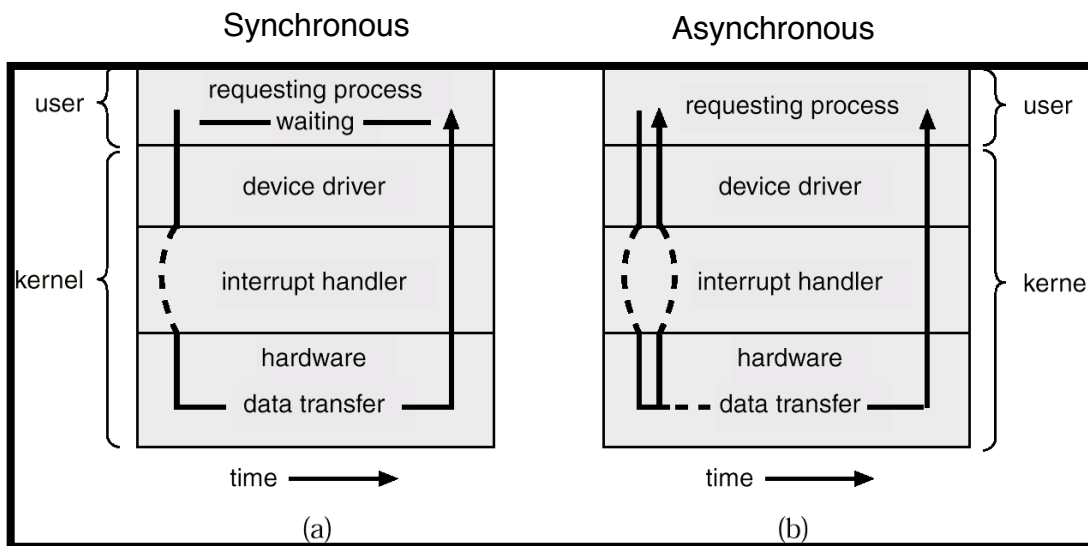 Synchronous
Asynchronous
user
requesting process
waiting
device driver
kernel
interrupt handler
hardware
data transfer
time
(a)
requesting process
user
device driver
interrupt handler
kerne
hardware
data transfer
time
(b)